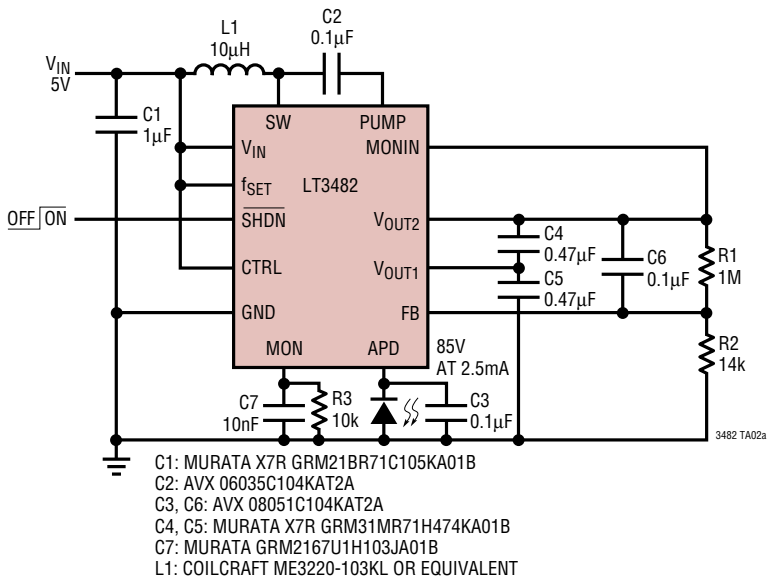 L1
10µH
C2
0.1µF
VIN
5V
C1
1µF
SW
PUMP
VIN
MONIN
fSET
LT3482
OFF ON
SHDN
VOUT2
C4
0.47µF
C6
0.1µF
R1
1M
CTRL
VOUT1
C5
0.47µF
GND
FB
R2
14k
MON
APD
85V
AT 2.5mA
C7
10nF
R3
10k
C3
0.1µF
3482 TA02a
C1: MURATA X7R GRM21BR71C105KA01B
C2: AVX 06035C104KAT2A
C3, C6: AVX 08051C104KAT2A
C4, C5: MURATA X7R GRM31MR71H474KA01B
C7: MURATA GRM2167U1H103JA01B
L1: COILCRAFT ME3220-103KL OR EQUIVALENT